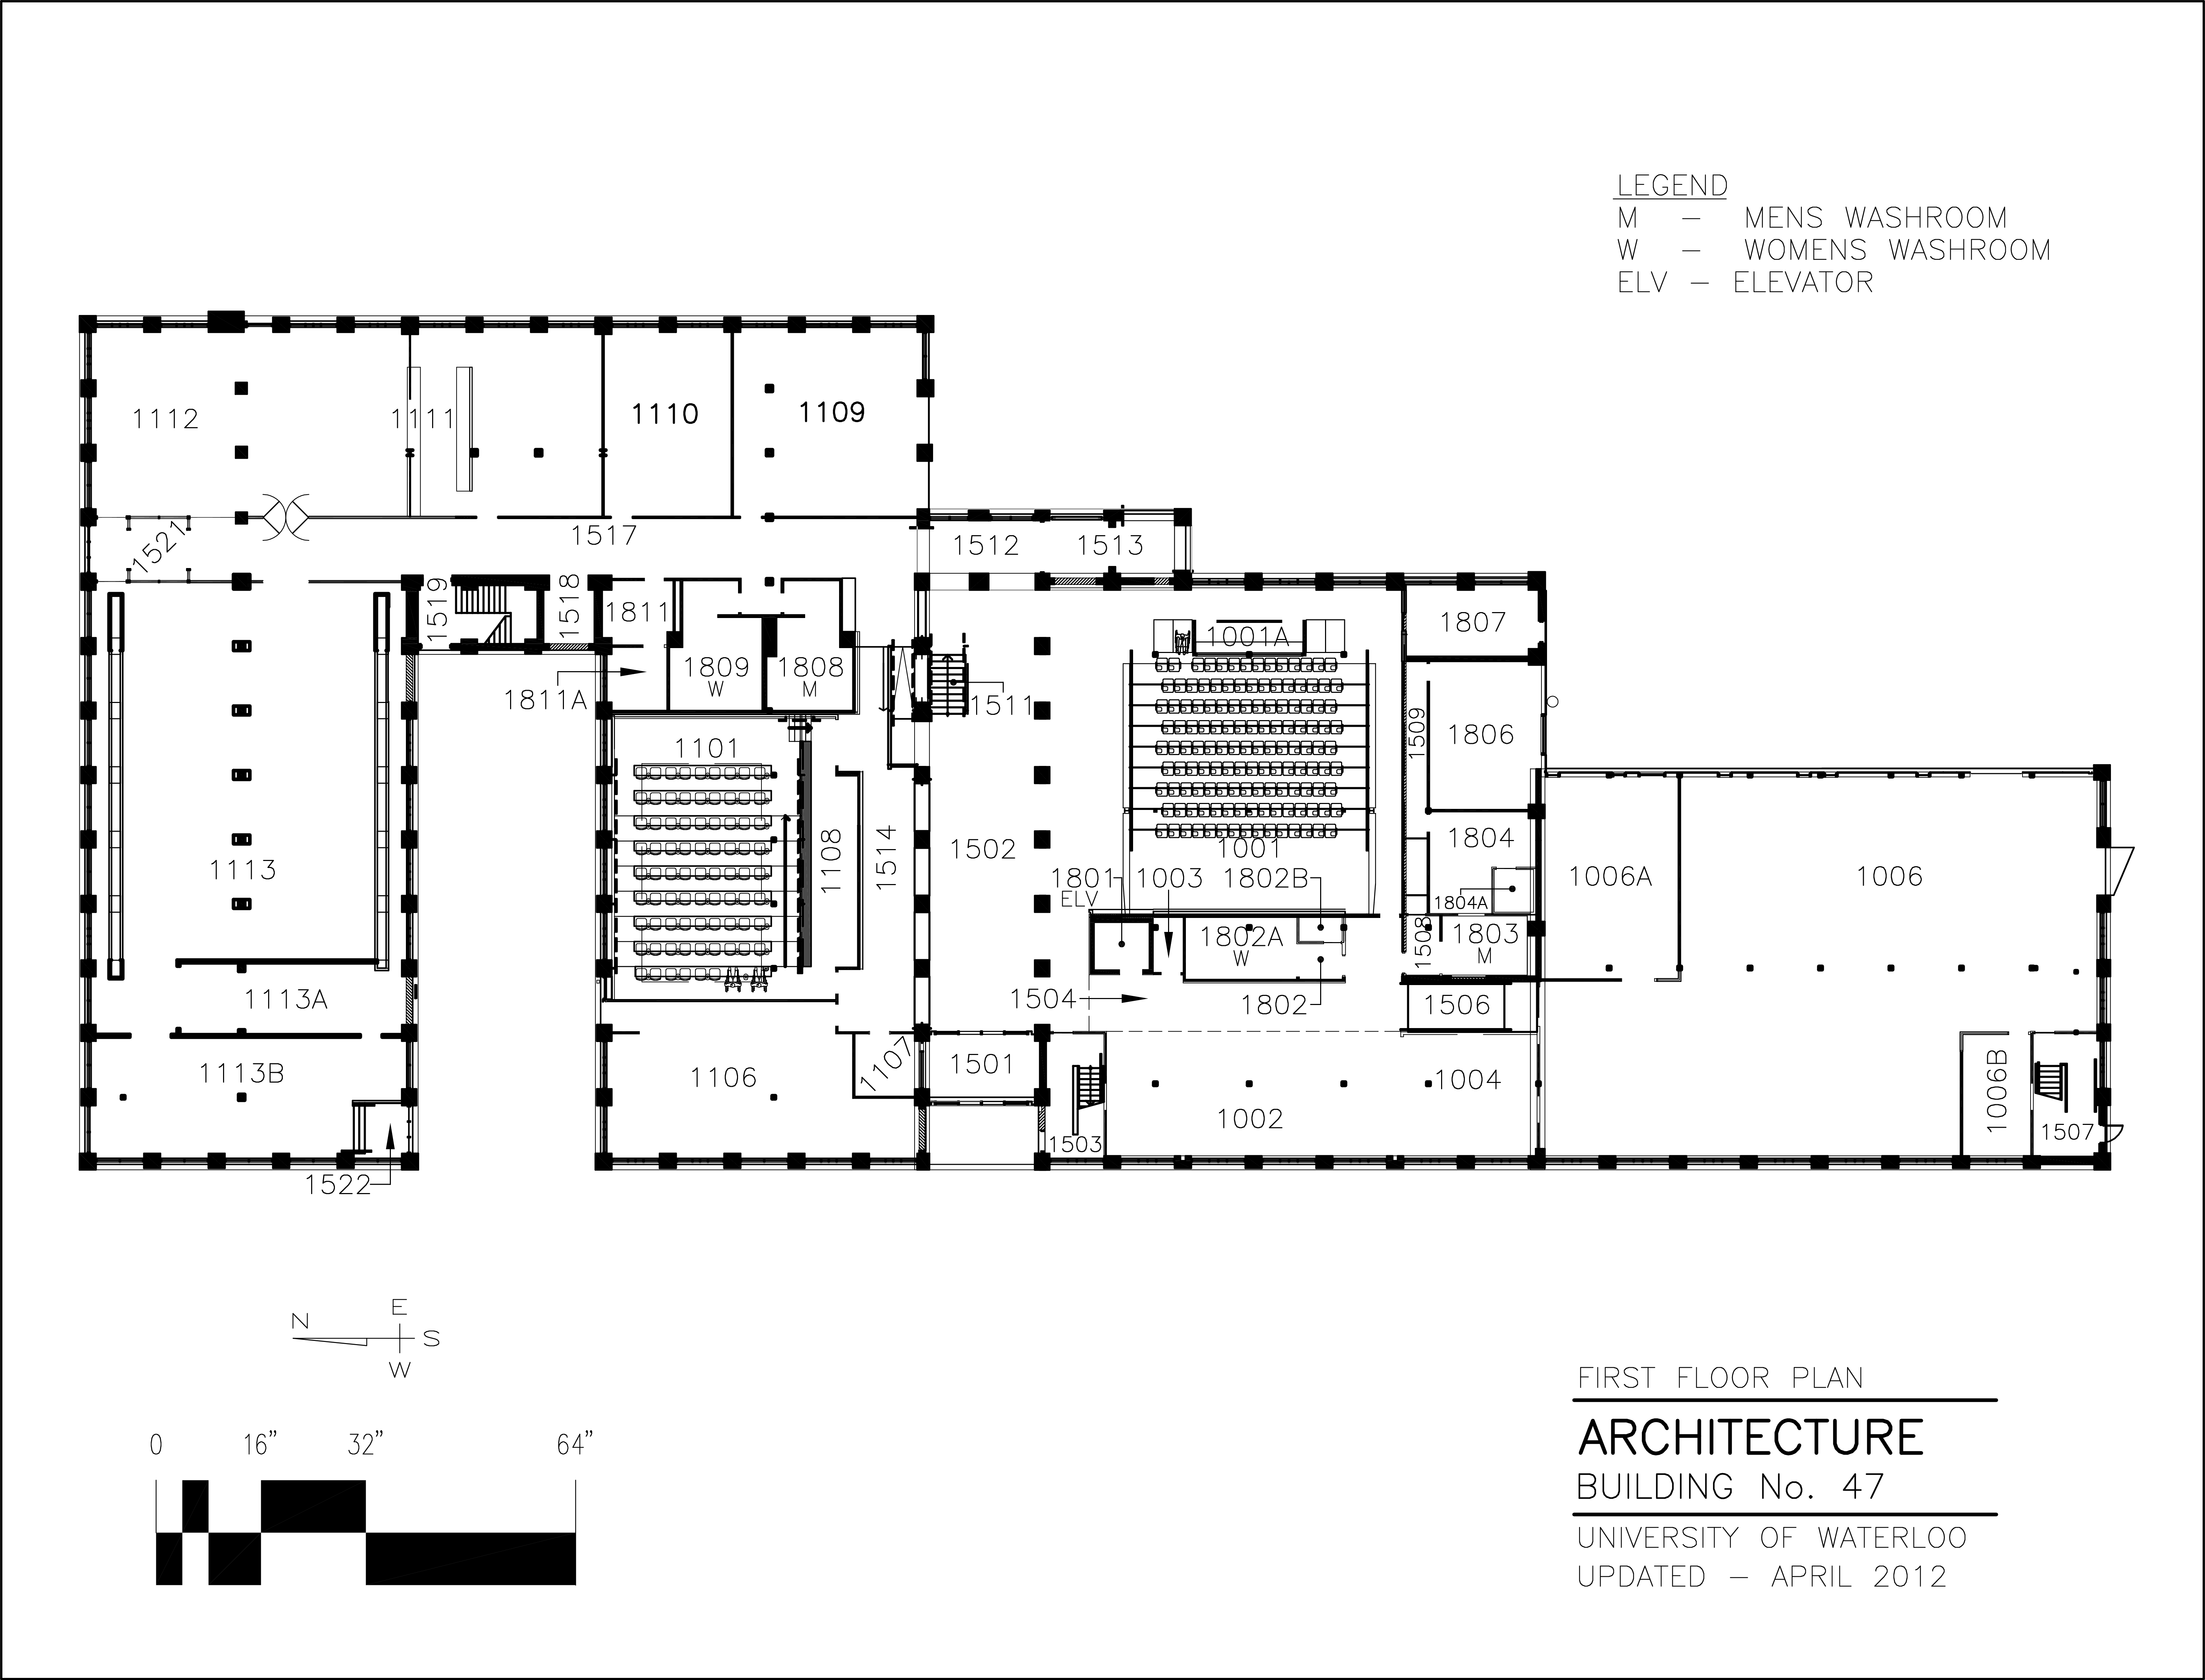 LEGEND
M – MENS WASHROOM
W – WOMENS WASHROOM
ELV – ELEVATOR
1112
1111
1110
1109
1521
1517
1512
1513
1519
1518
1811
1811A
1809
W
1808
M
1511
1001A
1807
1101
1509
1806
1108
1514
1502
1001
1804
1113
1801
ELV
1003
1802B
1804A
1006A
1006
1802A
W
1508
1803
M
1113A
1504
1802
1506
1113B
1106
1107
1501
1004
1002
1503
1006B
1507
1522
N
E
S
W
0 16” 32” 64”
FIRST FLOOR PLAN
ARCHITECTURE
BUILDING No. 47
UNIVERSITY OF WATERLOO
UPDATED – APRIL 2012